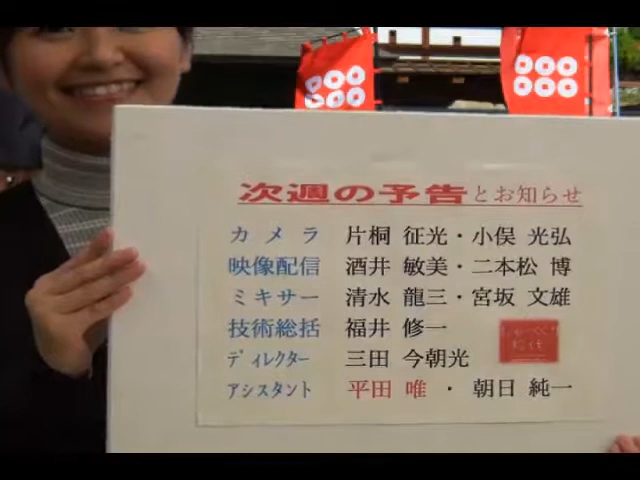 次週の予告とお知らせ
カメラ 片桐 征光・小俣 光弘
映像配信 酒井 敏美・二本松 博
ミキサー 清水 龍三・宮坂 文雄
技術総括 福井 修一
ディレクター 三田 今朝光
アシスタント 平田 唯 ・ 朝日 純一